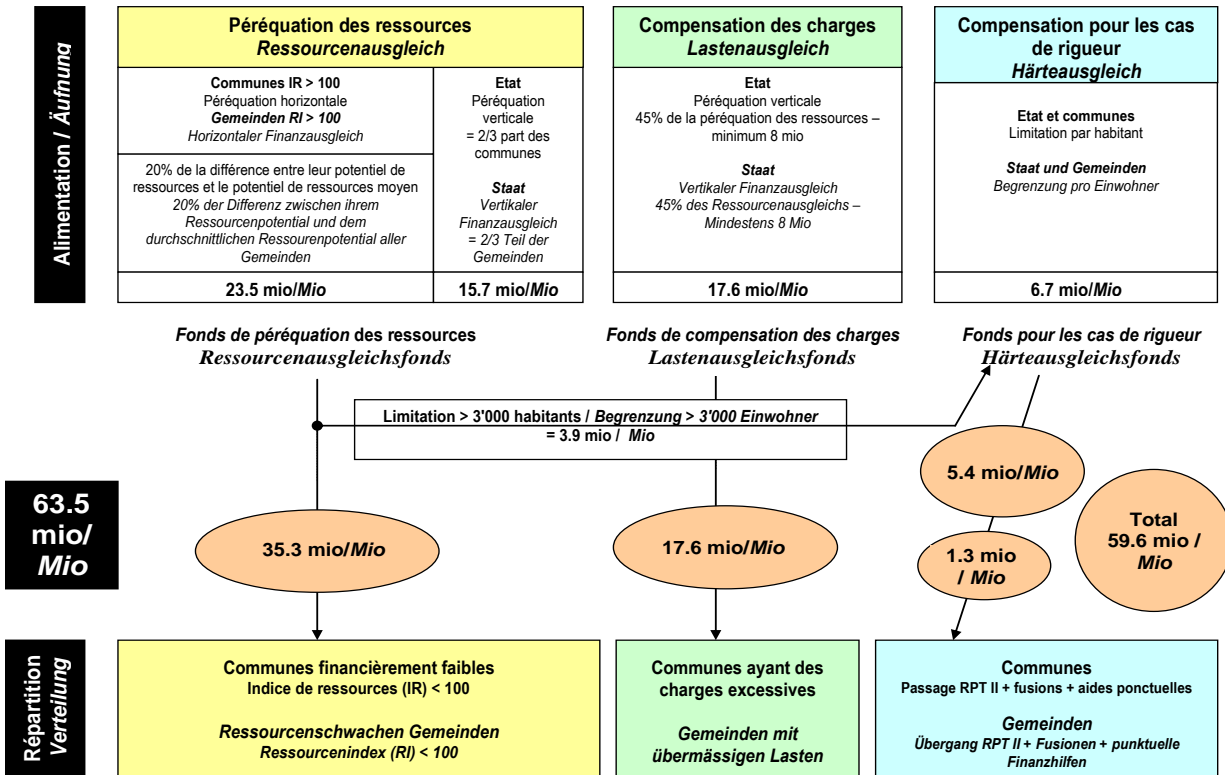 Alimentation / Äufnung
Péréquation des ressources
Ressourcenausgleich
Communes IR > 100
Péréquation horizontale
Gemeinden RI > 100
Horizontaler Finanzausgleich
20% de la différence entre leur potentiel de
ressources et le potentiel de ressources moyen
20% der Differenz zwischen ihrem
Ressourcenpotential und dem
durchschnittlichen Ressourenpotential aller
Gemeinden
23.5 mio/Mio
Etat
Péréquation
verticale
= 2/3 part des
communes
Staat
Vertikaler
Finanzausgleich
= 2/3 Teil der
Gemeinden
15.7 mio/Mio
Compensation des charges
Lastenausgleich
Etat
Péréquation verticale
45% de la péréquation des ressources –
minimum 8 mio
Staat
Vertikaler Finanzausgleich
45% des Ressourcenausgleichs –
Mindestens 8 Mio
17.6 mio/Mio
Compensation pour les cas
de rigueur
Härteausgleich
Etat et communes
Limitation par habitant
Staat und Gemeinden
Begrenzung pro Einwohner
6.7 mio/Mio
Fonds de péréquation des ressources
Ressourcenausgleichsfonds
Fonds de compensation des charges
Lastenausgleichsfonds
Fonds pour les cas de rigueur
Härteausgleichsfonds
Limitation > 3'000 habitants / Begrenzung > 3'000 Einwohner
= 3.9 mio / Mio
63.5
mio/
Mio
35.3 mio/Mio
17.6 mio/Mio
5.4 mio/Mio
1.3 mio
/ Mio
Total
59.6 mio /
Mio
Répartition
Verteilung
Communes financièrement faibles
Indice de ressources (IR) < 100
Ressourcenschwachen Gemeinden
Ressourcenindex (RI) < 100
Communes ayant des
charges excessives
Gemeinden mit
übermässigen Lasten
Communes
Passage RPT II + fusions + aides ponctuelles
Gemeinden
Übergang RPT II + Fusionen + punktuelle
Finanzhilfen